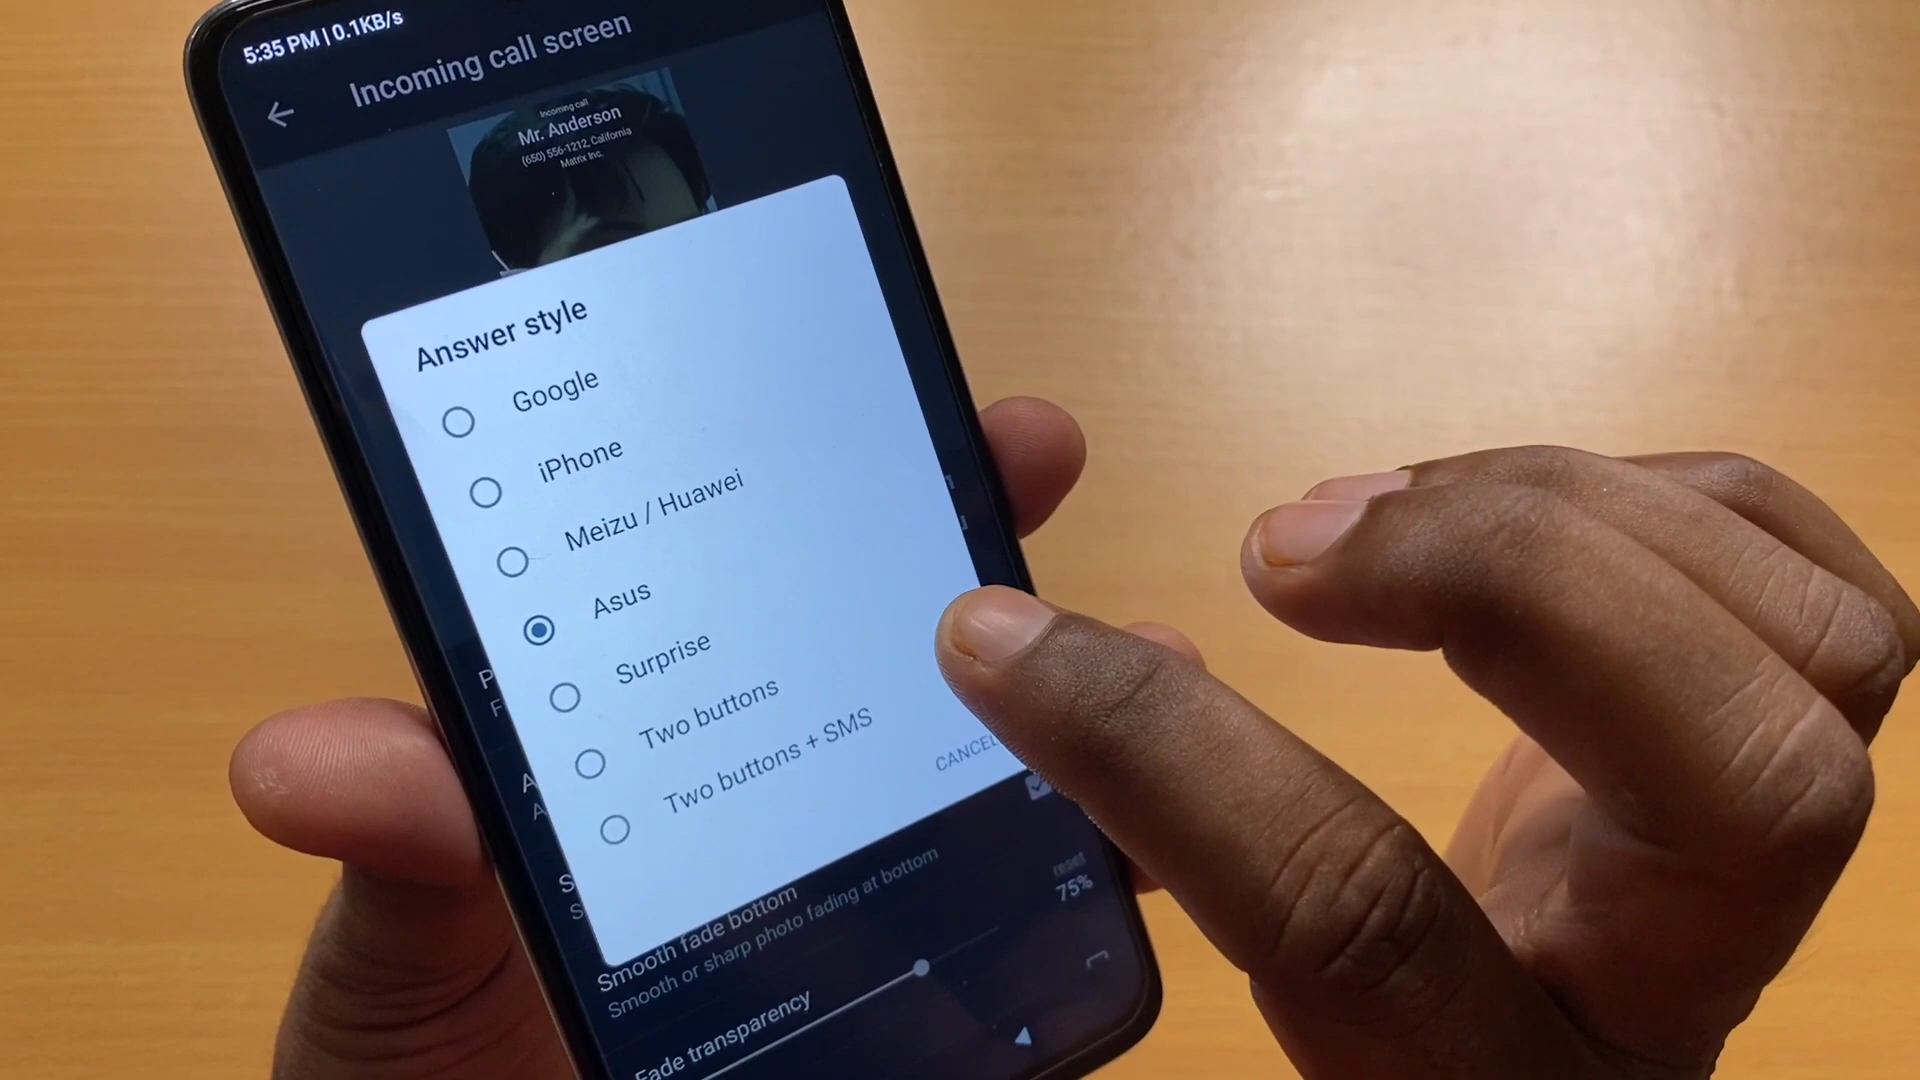 5:35 PM | 0.1KB/s
Incoming call screen
Incoming call
Mr. Anderson
(650) 556-1212, California
Matrix Inc.
Answer style
Google
iPhone
Meizu / Huawei
Asus
Surprise
Two buttons
Two buttons + SMS
CANCEL
P
F
A
A
S
S
Smooth fade bottom
Smooth or sharp photo fading at bottom
reset
75%
Fade transparency